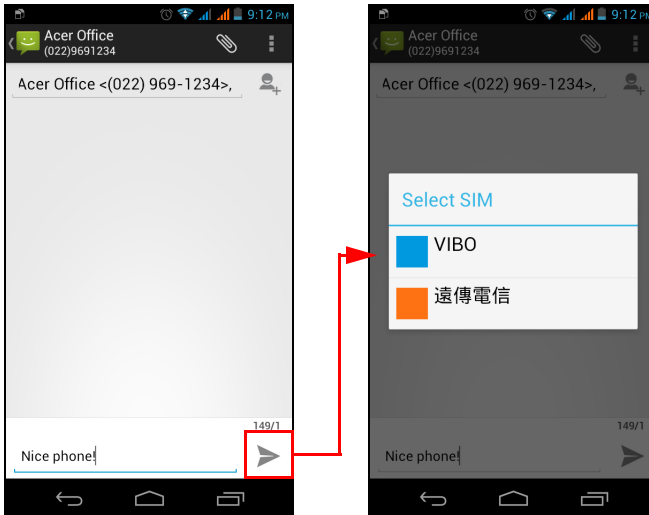 9:12 PM
Acer Office
(022)9691234
Acer Office <(022) 969-1234>,
149/1
Nice phone!
9:12 PM
Acer Office
(022)9691234
Acer Office <(022) 969-1234>,
Select SIM
VIBO
遠傳電信
149/1
Nice phone!